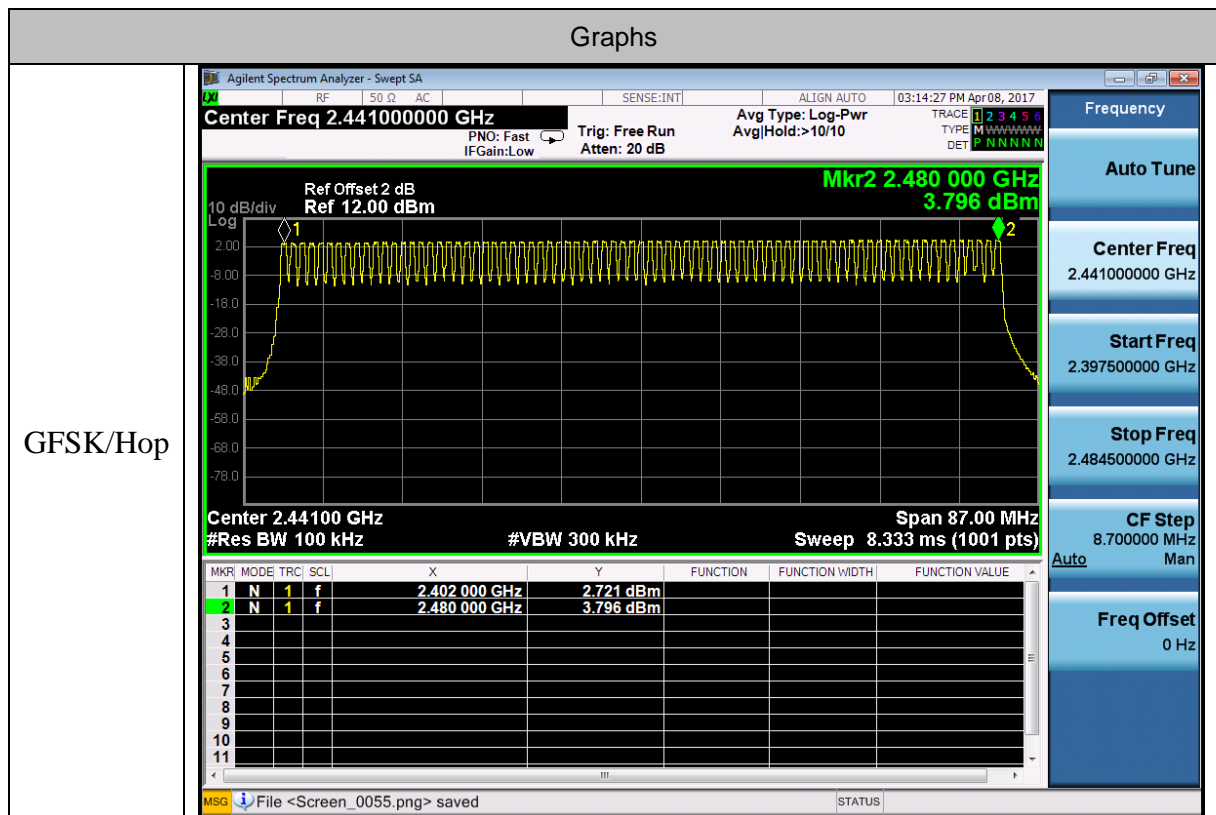 Graphs
GFSK/Hop
Agilent Spectrum Analyzer - Swept SA
LXI RF 50 Ω AC SENSE:INT ALIGN AUTO 03:14:27 PM Apr 08, 2017
Center Freq 2.441000000 GHz
PNO: Fast
IFGain:Low
Trig: Free Run
Atten: 20 dB
Avg Type: Log-Pwr
Avg|Hold:>10/10
TRACE 1 2 3 4 5 6
TYPE M WWWWW
DET P N N N N N
Mkr2 2.480 000 GHz
3.796 dBm
Ref Offset 2 dB
10 dB/div Ref 12.00 dBm
Log
1
2
2.00
-8.00
-18.0
-28.0
-38.0
-48.0
-58.0
-68.0
-78.0
Center 2.44100 GHz Span 87.00 MHz
#Res BW 100 kHz #VBW 300 kHz Sweep 8.333 ms (1001 pts)
MKR MODE TRC SCL X Y FUNCTION FUNCTION WIDTH FUNCTION VALUE
1 N 1 f 2.402 000 GHz 2.721 dBm
2 N 1 f 2.480 000 GHz 3.796 dBm
3
4
5
6
7
8
9
10
11
MSG File <Screen_0055.png> saved STATUS
Frequency
Auto Tune
Center Freq
2.441000000 GHz
Start Freq
2.397500000 GHz
Stop Freq
2.484500000 GHz
CF Step
8.700000 MHz
Auto Man
Freq Offset
0 Hz